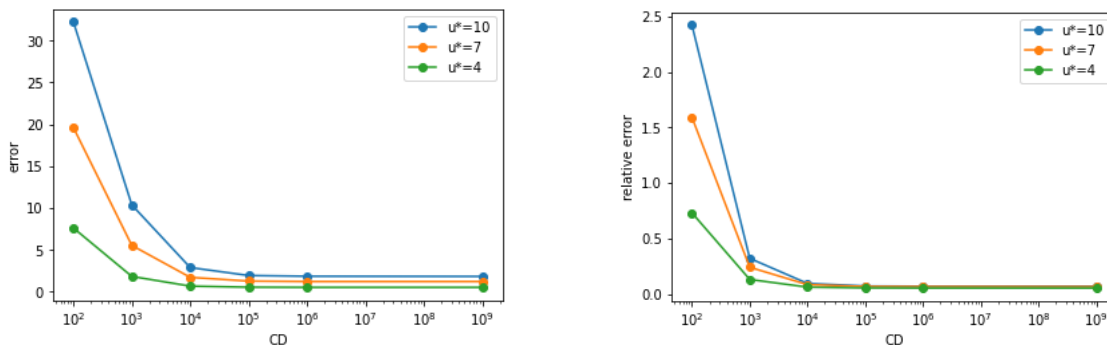 30
25
20
15
10
5
0
error
10² 10³ 10⁴ 10⁵ 10⁶ 10⁷ 10⁸ 10⁹
CD
u*=10
u*=7
u*=4
2.5
2.0
1.5
1.0
0.5
0.0
relative error
10² 10³ 10⁴ 10⁵ 10⁶ 10⁷ 10⁸ 10⁹
CD
u*=10
u*=7
u*=4